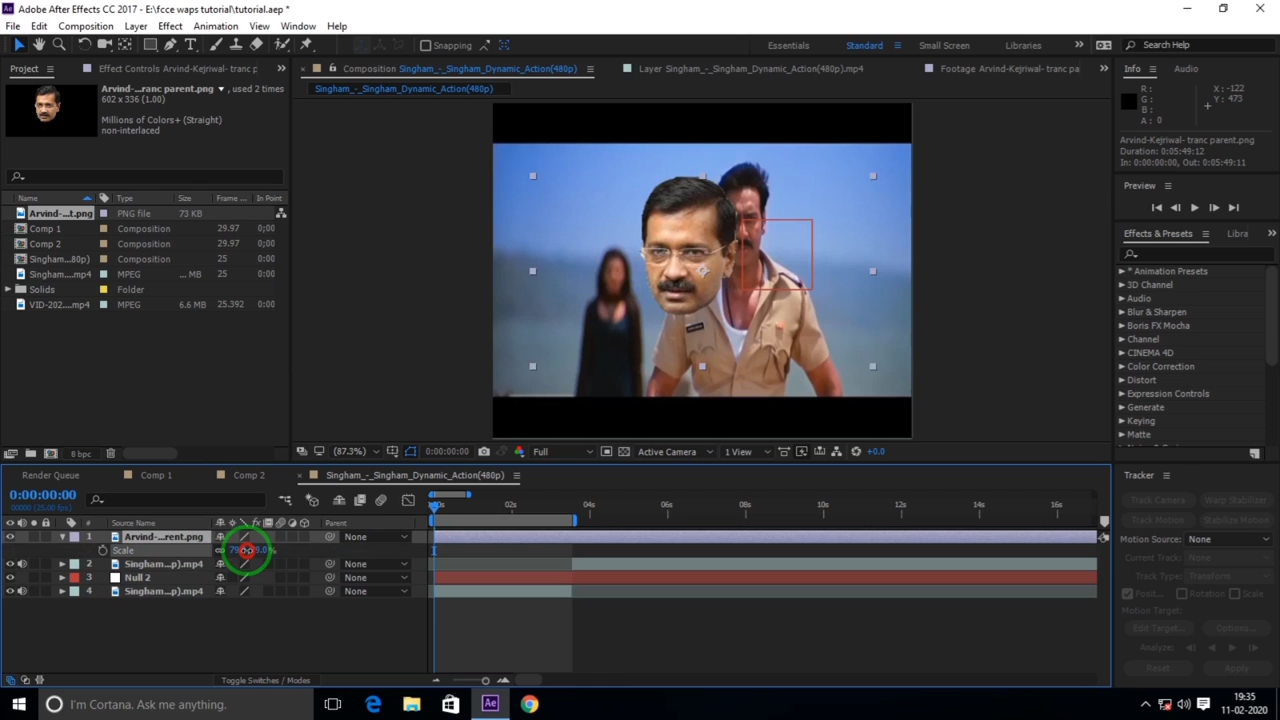 Adobe After Effects CC 2017 - E:\fcce waps tutorial\tutorial.aep *
File Edit Composition Layer Effect Animation View Window Help
Snapping Essentials Standard Small Screen Libraries Search Help
Project Effect Controls Arvind-Kejriwal- tranc p
Composition Singham_-_Singham_Dynamic_Action(480p) Layer Singham_-_Singham_Dynamic_Action(480p).mp4 Footage Arvind-Kejriwal- tranc pa
Info Audio
Arvind-...ranc parent.png , used 2 times
602 x 336 (1.00)
Millions of Colors+ (Straight)
non-interlaced
Singham_-_Singham_Dynamic_Action(480p)
R : X : -122
G : Y : 473
B :
A : 0
Arvind-Kejriwal- tranc parent.png
Duration: 0:05:49:12
In: 0:00:00:00, Out: 0:05:49:11
Preview
Name Type Size Frame ... In Point
Arvind-...t.png PNG file 73 KB
Comp 1 Composition 29.97 0;00
Comp 2 Composition 29.97 0;00
Singham...80p) Composition 25 0:00
Singham....mp4 MPEG ... MB 25 0:00
Solids Folder
VID-202....mp4 MPEG 6.6 MB 25.392 0:00
Effects & Presets Libra
* Animation Presets
3D Channel
Audio
Blur & Sharpen
Boris FX Mocha
Channel
CINEMA 4D
Color Correction
Distort
Expression Controls
Generate
Keying
Matte
8 bpc
(87.3%) 0:00:00:00 Full Active Camera 1 View +0.0
Render Queue Comp 1 Comp 2 Singham_-_Singham_Dynamic_Action(480p)
0:00:00:00
00000 (25.00 fps)
02s 04s 06s 08s 10s 12s 14s 16s
# Source Name Parent
1 Arvind-...rent.png None
Scale
2 Singham...p).mp4 None
3 Null 2 None
4 Singham...p).mp4 None
Toggle Switches / Modes
Tracker
Track Camera Warp Stabilizer
Track Motion Stabilize Motion
Motion Source: None
Current Track: None
Track Type: Transform
Posit... Rotation Scale
Motion Target:
Edit Target... Options...
Analyze:
Reset Apply
I'm Cortana. Ask me anything.
Ae
19:35
11-02-2020